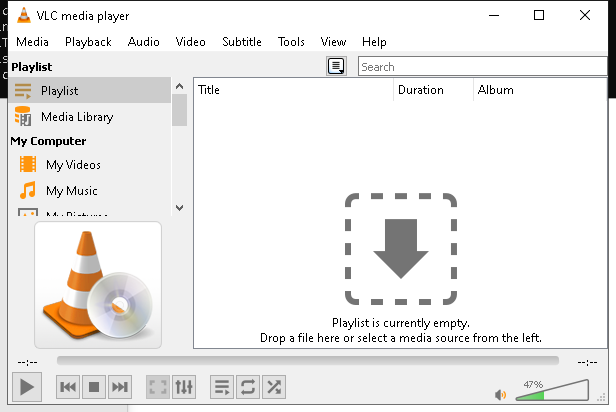 VLC media player
Media Playback Audio Video Subtitle Tools View Help
Playlist
Search
Playlist
Media Library
My Computer
My Videos
My Music
My Pictures
Title Duration Album
Playlist is currently empty.
Drop a file here or select a media source from the left.
--:-- --:--
47%